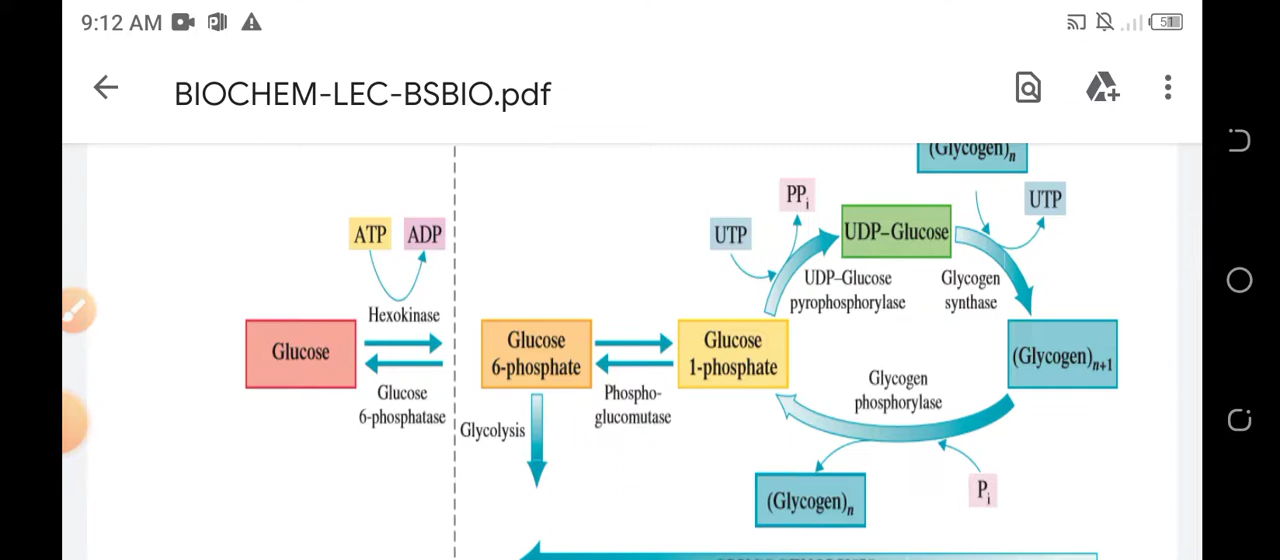 9:12 AM
51
BIOCHEM-LEC-BSBIO.pdf
(Glycogen)n
PPi
UTP
UTP
UDP–Glucose
ATP
ADP
UDP–Glucose
pyrophosphorylase
Glycogen
synthase
Hexokinase
Glucose
Glucose
6-phosphate
Glucose
1-phosphate
(Glycogen)n+1
Glucose
6-phosphatase
Phospho-
glucomutase
Glycogen
phosphorylase
Glycolysis
(Glycogen)n
Pi